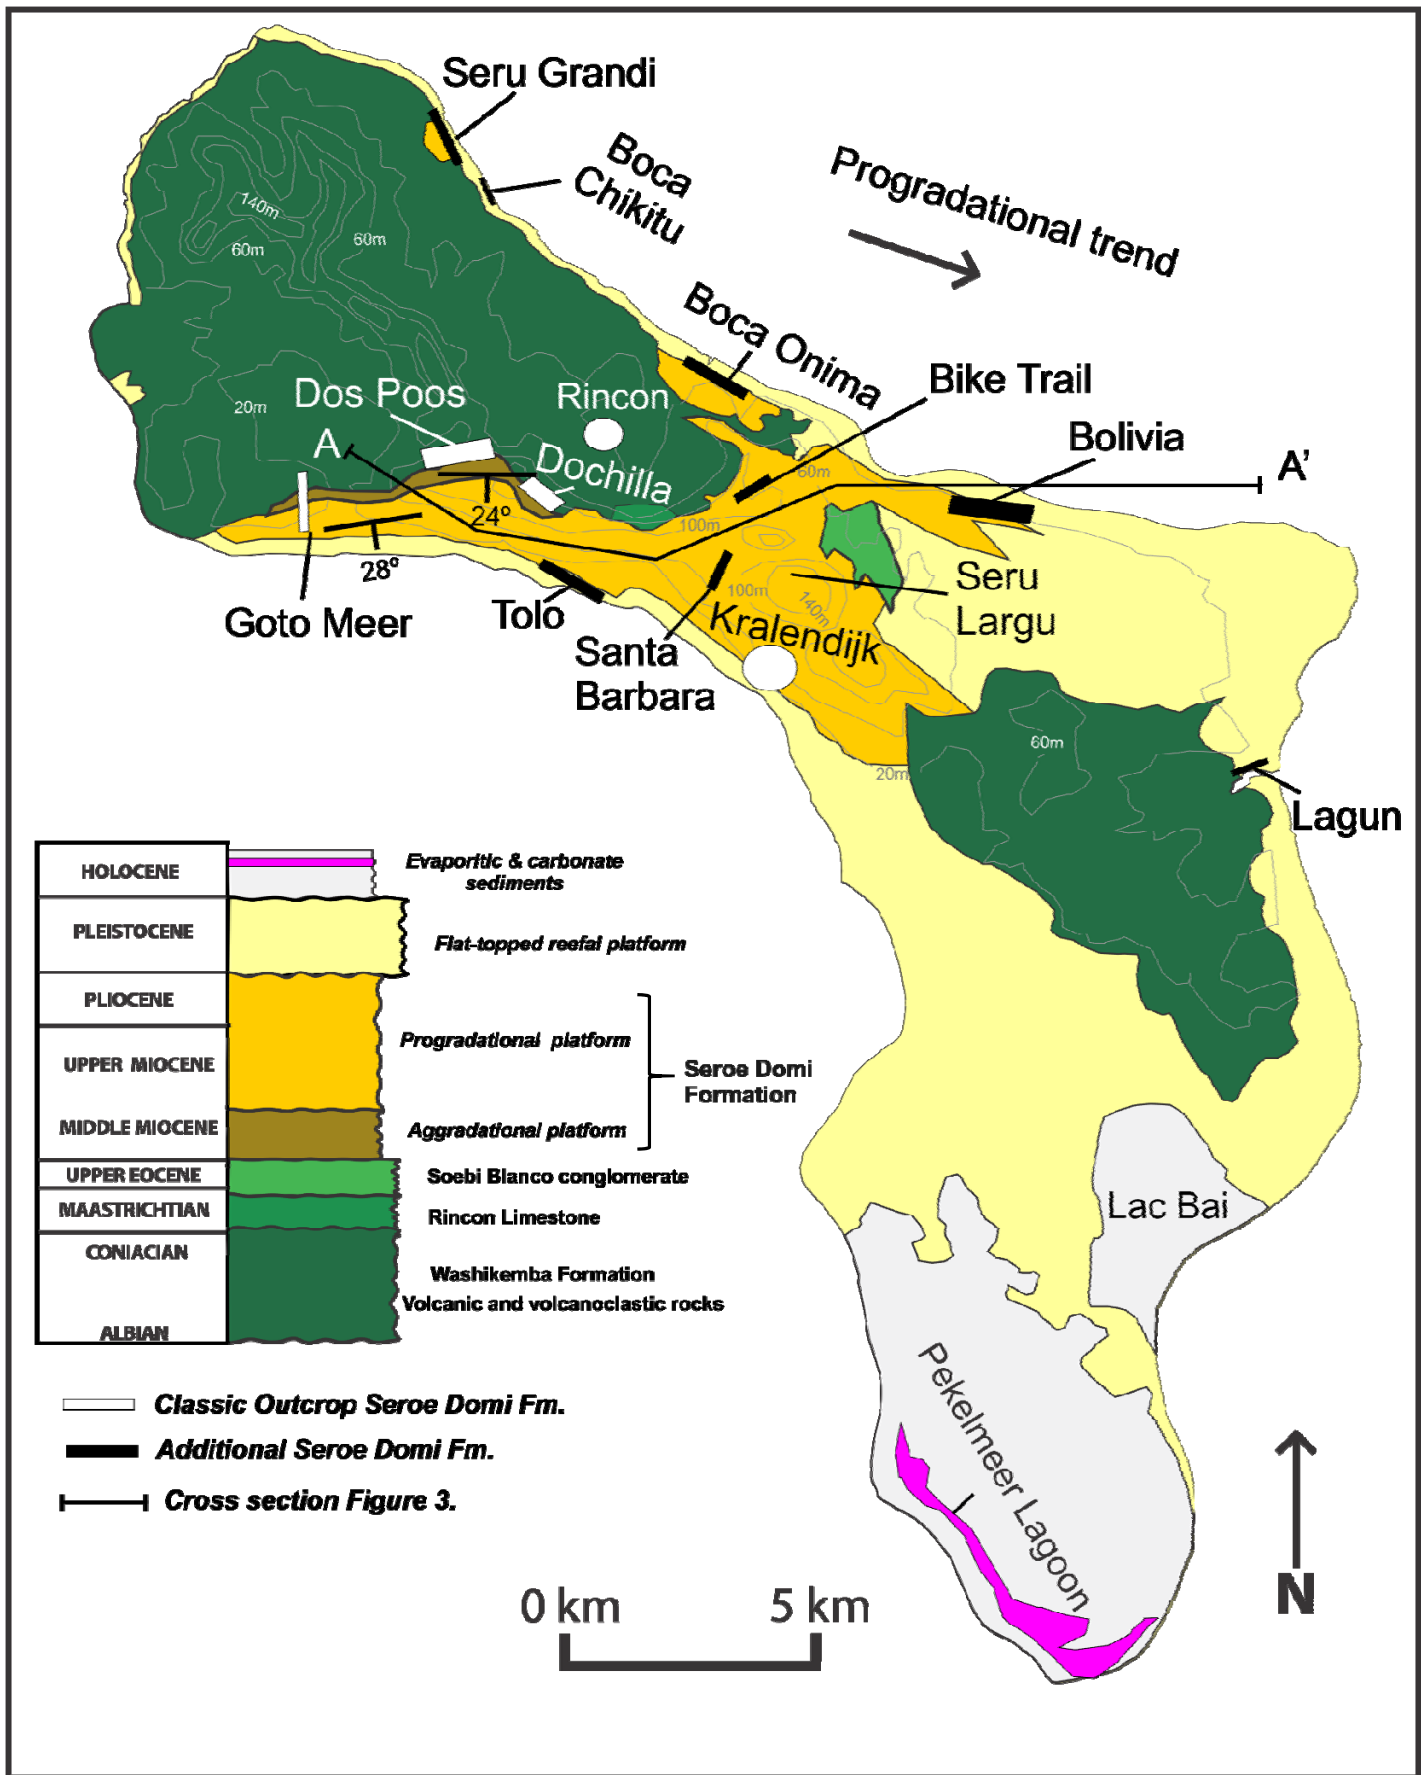 Seru Grandi
Boca
Chikitu
Progradational trend
140m
60m
60m
Boca Onima
Bike Trail
Dos Poos
Rincon
20m
A
Bolivia
A'
Dochilla
60m
24º
100m
28º
Seru
Largu
100m
140m
Goto Meer
Tolo
Kralendijk
Santa
Barbara
60m
20m
Lagun
HOLOCENE
Evaporitic & carbonate
sediments
PLEISTOCENE
Flat-topped reefal platform
PLIOCENE
Progradational platform
UPPER MIOCENE
Seroe Domi
Formation
MIDDLE MIOCENE
Aggradational platform
UPPER EOCENE
Soebi Blanco conglomerate
MAASTRICHTIAN
Rincon Limestone
CONIACIAN
Washikemba Formation
Volcanic and volcanoclastic rocks
ALBIAN
Lac Bai
Pekelmeer Lagoon
Classic Outcrop Seroe Domi Fm.
Additional Seroe Domi Fm.
Cross section Figure 3.
0 km
5 km
N